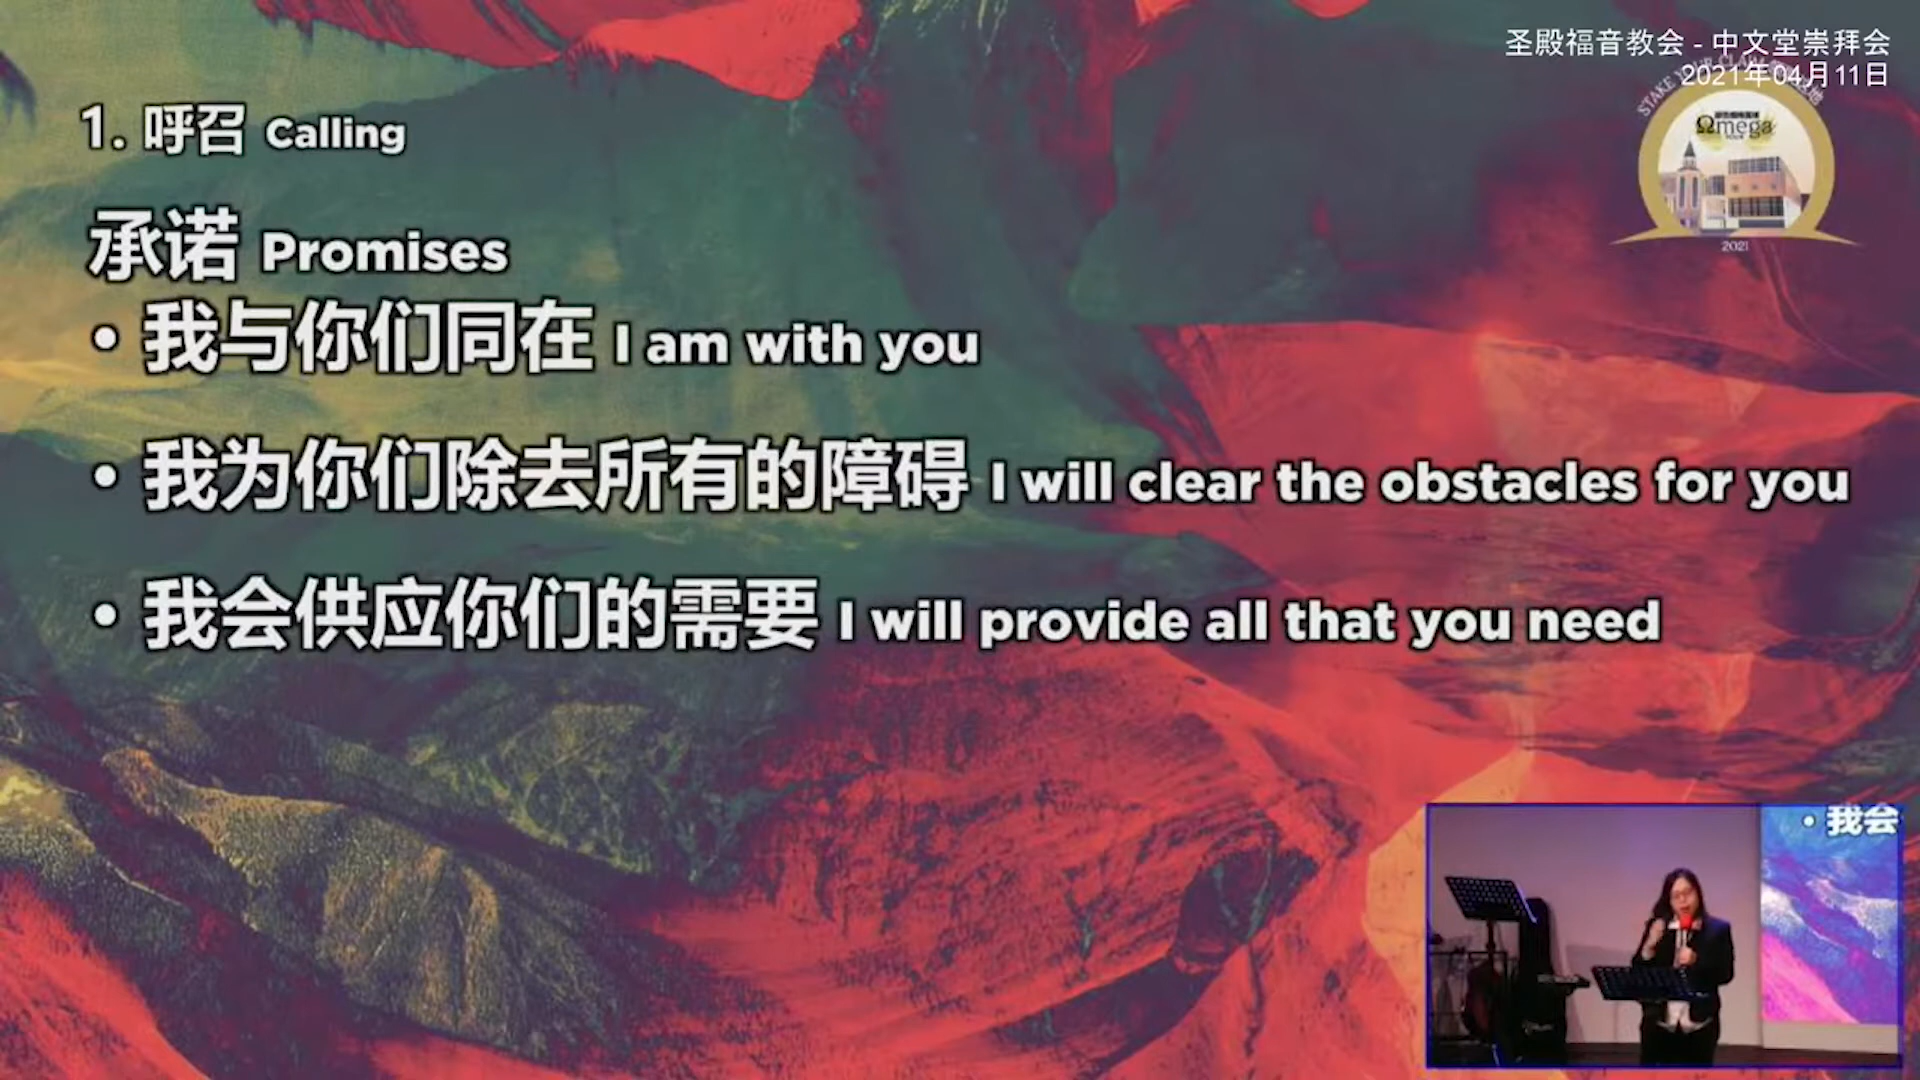 圣殿福音教会 - 中文堂崇拜会
2021年04月11日
STAKE YOUR CLAIM
Ωmega
2021
1. 呼召 Calling
承诺 Promises
• 我与你们同在 I am with you
• 我为你们除去所有的障碍 I will clear the obstacles for you
• 我会供应你们的需要 I will provide all that you need
• 我会